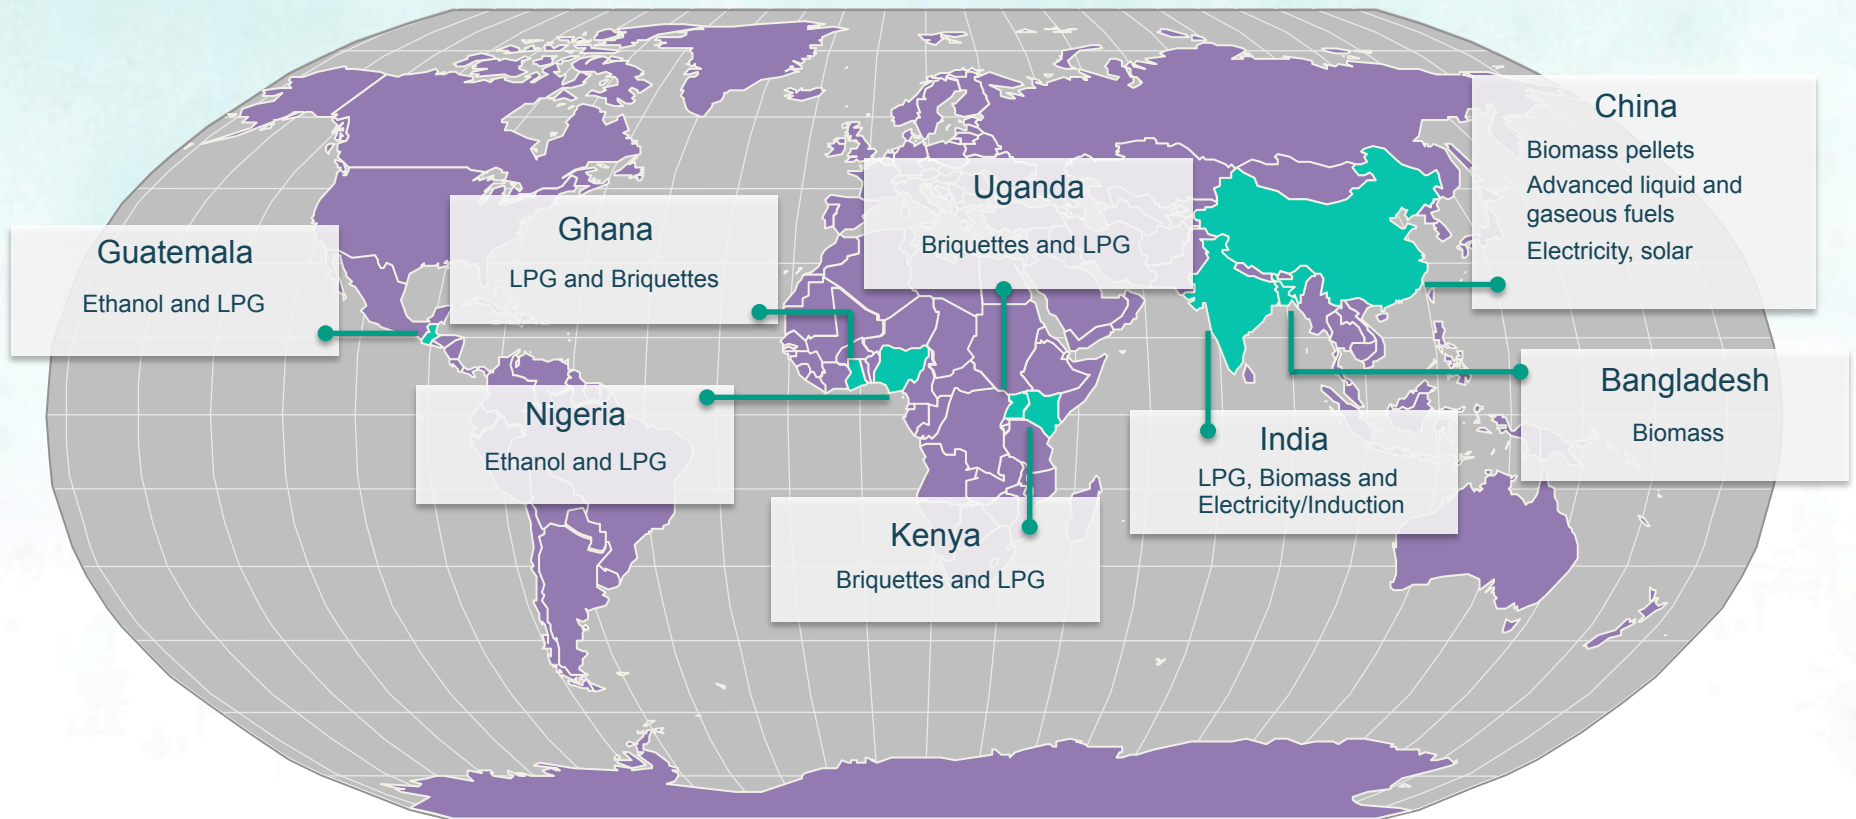 Guatemala
Ethanol and LPG
Ghana
LPG and Briquettes
Nigeria
Ethanol and LPG
Uganda
Briquettes and LPG
Kenya
Briquettes and LPG
India
LPG, Biomass and
Electricity/Induction
China
Biomass pellets
Advanced liquid and
gaseous fuels
Electricity, solar
Bangladesh
Biomass